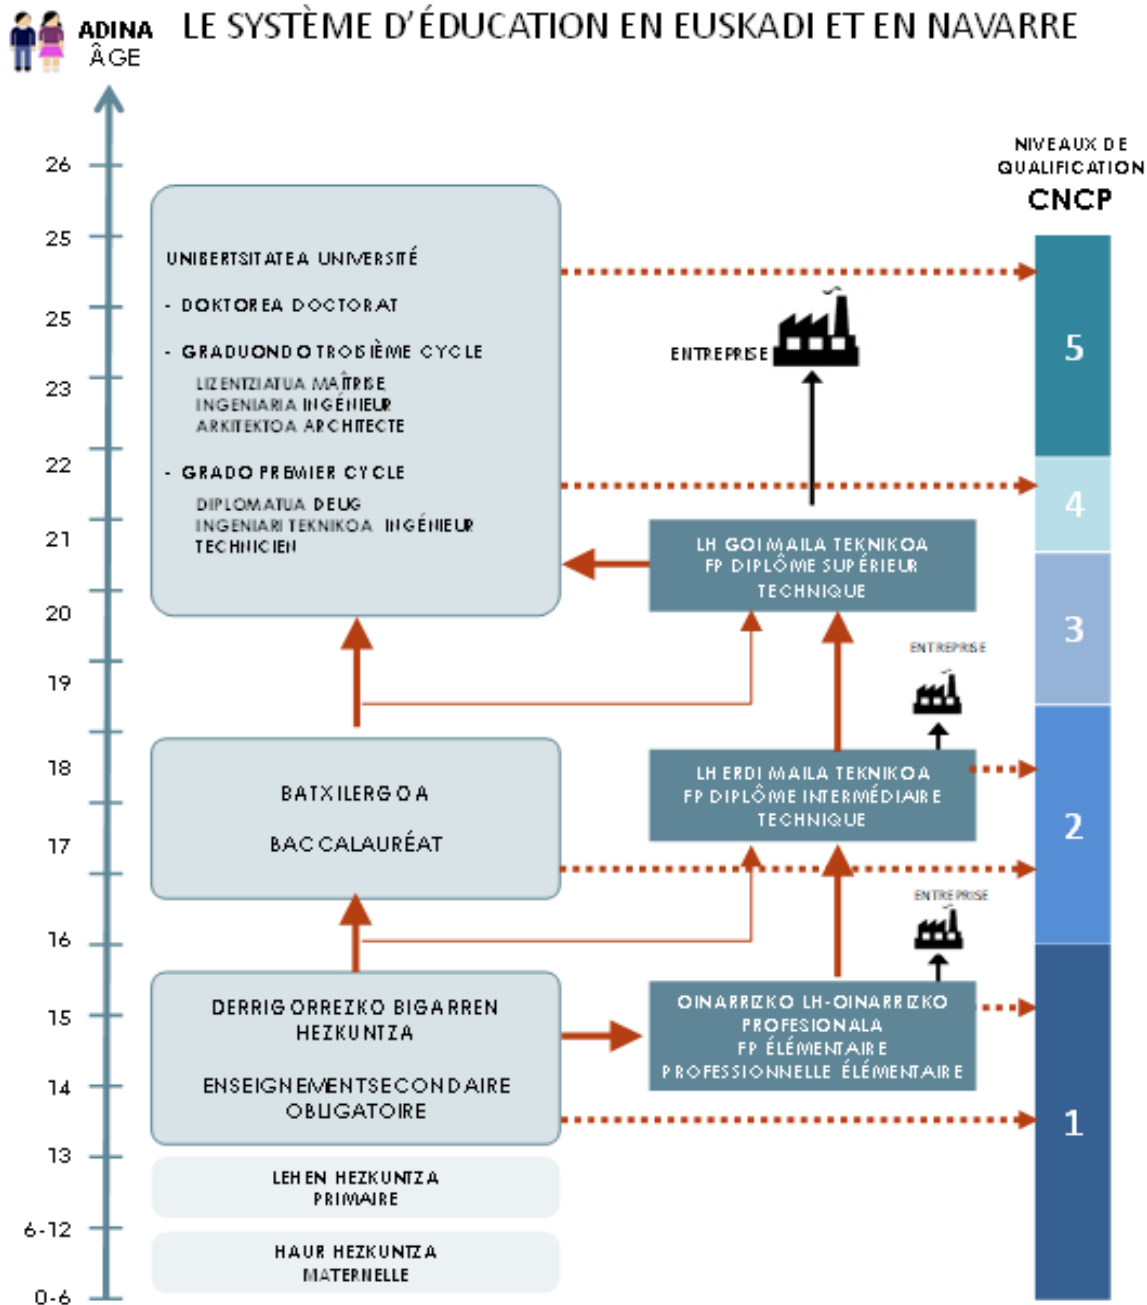 LE SYSTÈME D'ÉDUCATION EN EUSKADI ET EN NAVARRE
ADINA
ÂGE
NIVEAUX DE
QUALIFICATION
CNCP
26
25
25
23
22
21
20
19
18
17
16
15
14
13
6-12
0-6
UNIBERTSITATEA UNIVERSITÉ
- DOKTOREA DOCTORAT
- GRADUONDO TROISIÈME CYCLE
LIZENTZIATUA MAÎTRISE
INGENIARIA INGÉNIEUR
ARKITEKTOA ARCHITECTE
- GRADO PREMIER CYCLE
DIPLOMATUA DEUG
INGENIARI TEKNIKOA INGÉNIEUR
TECHNICIEN
ENTREPRISE
LH GOI MAILA TEKNIKOA
FP DIPLÔME SUPÉRIEUR
TECHNIQUE
ENTREPRISE
BATXILERGOA
BACCALAURÉAT
LH ERDI MAILA TEKNIKOA
FP DIPLÔME INTERMÉDIAIRE
TECHNIQUE
ENTREPRISE
DERRIGORREZKO BIGARREN
HEZKUNTZA
ENSEIGNEMENTSECONDAIRE
OBLIGATOIRE
OINARRIZKO LH-OINARRIZKO
PROFESIONALA
FP ÉLÉMENTAIRE
PROFESSIONNELLE ÉLÉMENTAIRE
LEHEN HEZKUNTZA
PRIMAIRE
HAUR HEZKUNTZA
MATERNELLE
5
4
3
2
1